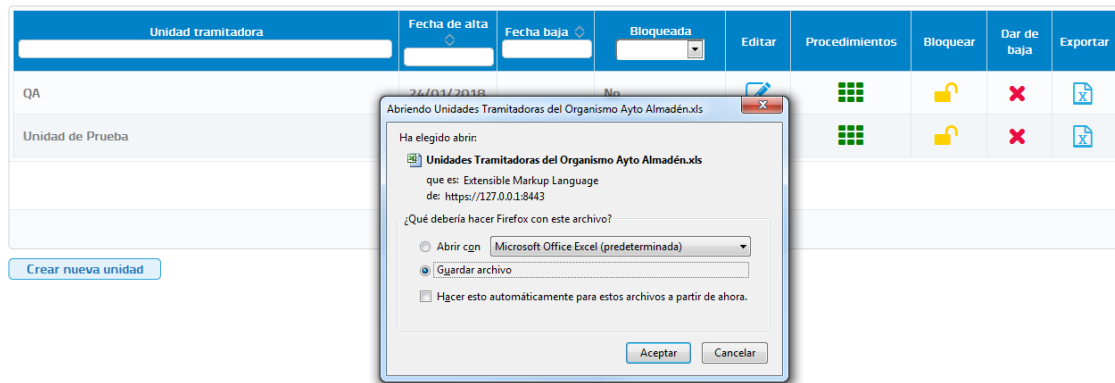 Unidad tramitadora
Fecha de alta
Fecha baja
Bloqueada
Editar
Procedimientos
Bloquear
Dar de
baja
Exportar
QA
24/01/2018
No
Unidad de Prueba
Crear nueva unidad
Abriendo Unidades Tramitadoras del Organismo Ayto Almadén.xls
Ha elegido abrir:
Unidades Tramitadoras del Organismo Ayto Almadén.xls
que es: Extensible Markup Language
de: https://127.0.0.1:8443
¿Qué debería hacer Firefox con este archivo?
Abrir con Microsoft Office Excel (predeterminada)
Guardar archivo
Hacer esto automáticamente para estos archivos a partir de ahora.
Aceptar Cancelar